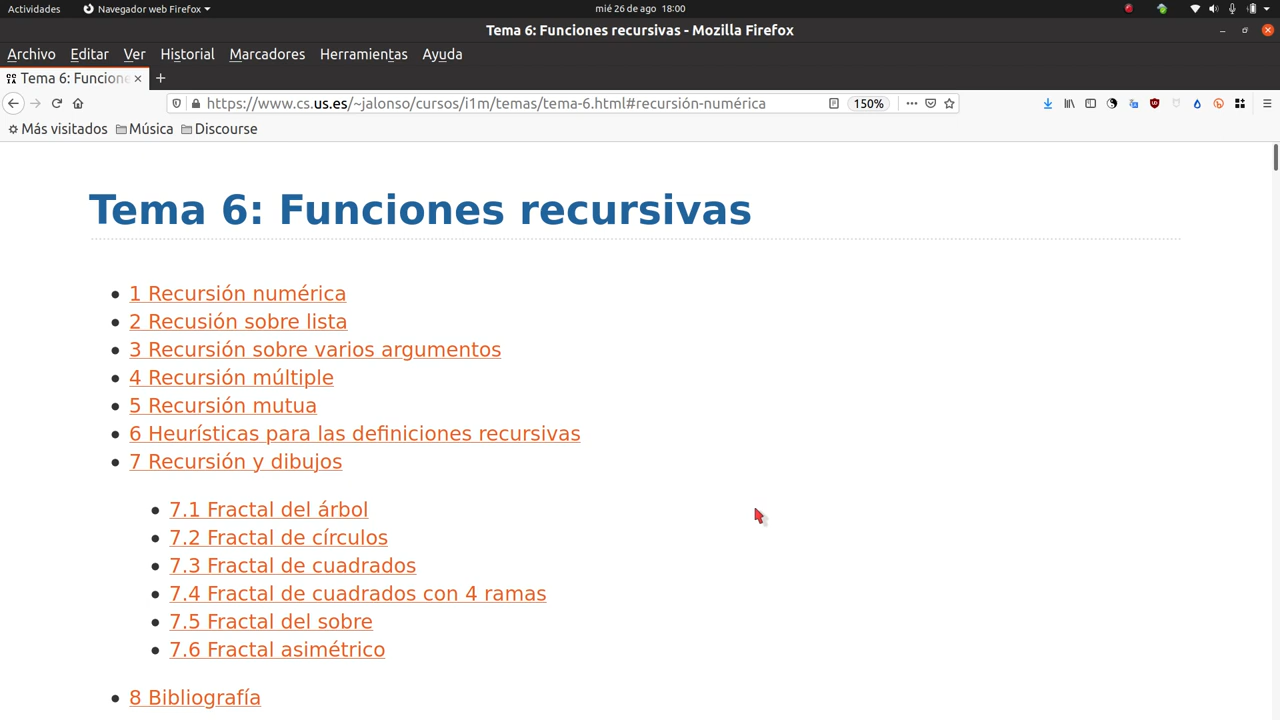 Actividades Navegador web Firefox mié 26 de ago 18:00
Tema 6: Funciones recursivas - Mozilla Firefox
Archivo Editar Ver Historial Marcadores Herramientas Ayuda
Tema 6: Funcione
https://www.cs.us.es/~jalonso/cursos/i1m/temas/tema-6.html#recursión-numérica 150%
Más visitados Música Discourse
Tema 6: Funciones recursivas
1 Recursión numérica
2 Recusión sobre lista
3 Recursión sobre varios argumentos
4 Recursión múltiple
5 Recursión mutua
6 Heurísticas para las definiciones recursivas
7 Recursión y dibujos
7.1 Fractal del árbol
7.2 Fractal de círculos
7.3 Fractal de cuadrados
7.4 Fractal de cuadrados con 4 ramas
7.5 Fractal del sobre
7.6 Fractal asimétrico
8 Bibliografía